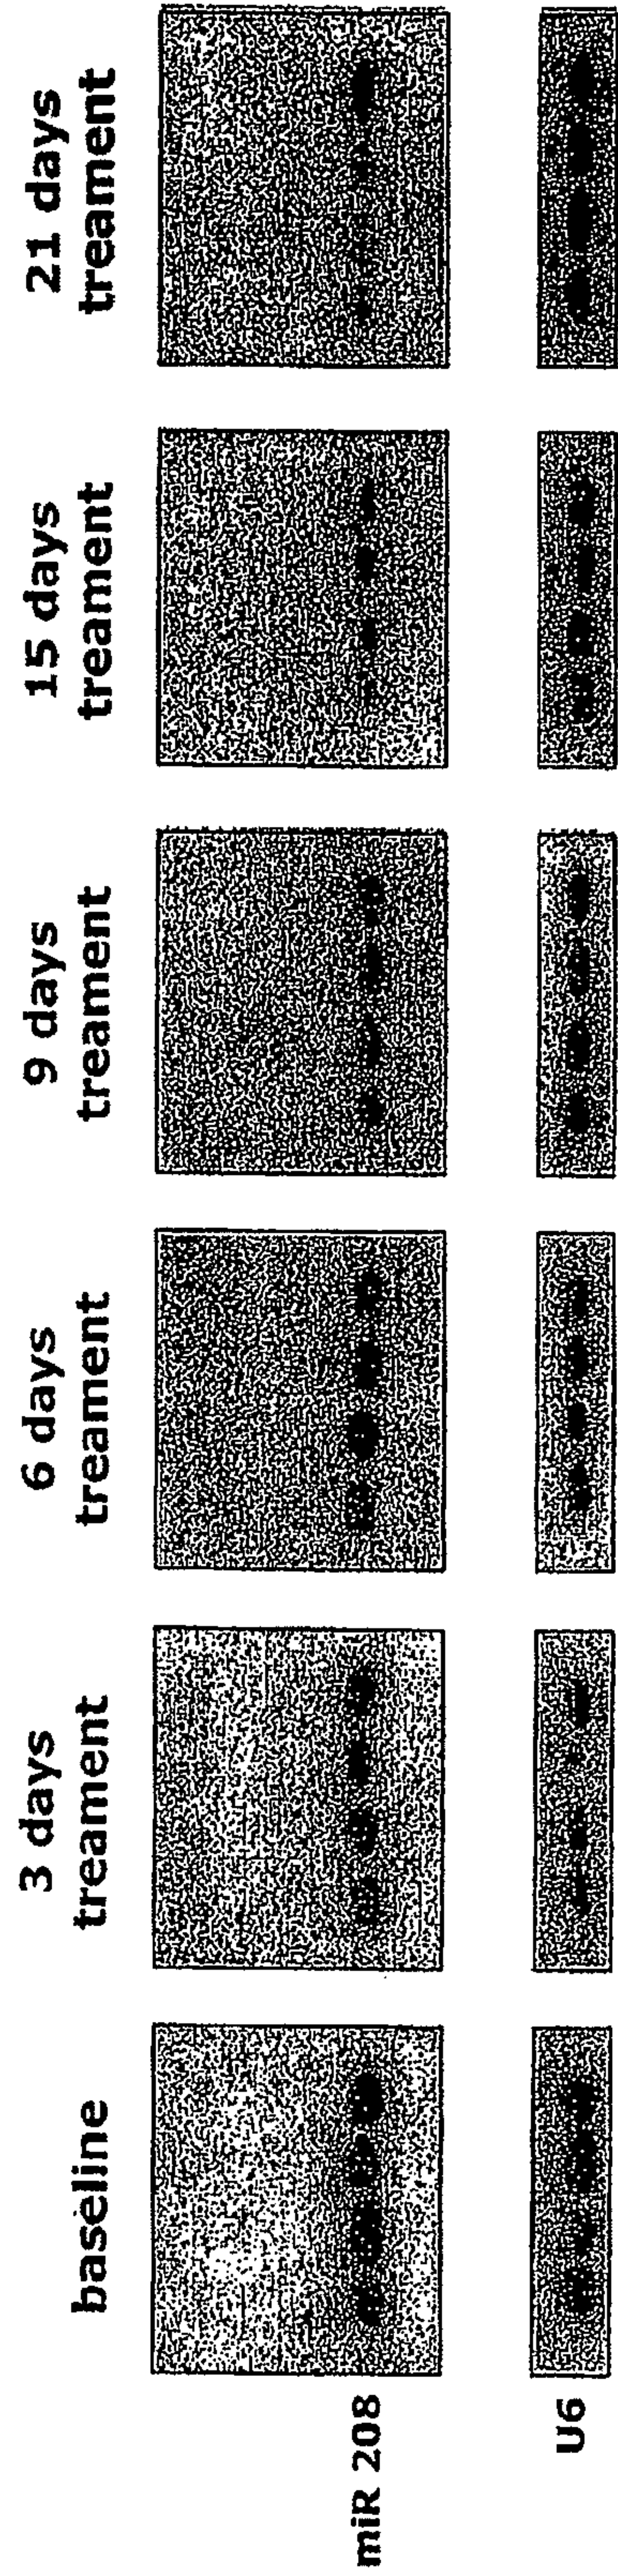 baseline
3 days
treament
6 days
treament
9 days
treament
15 days
treament
21 days
treament
miR 208
U6